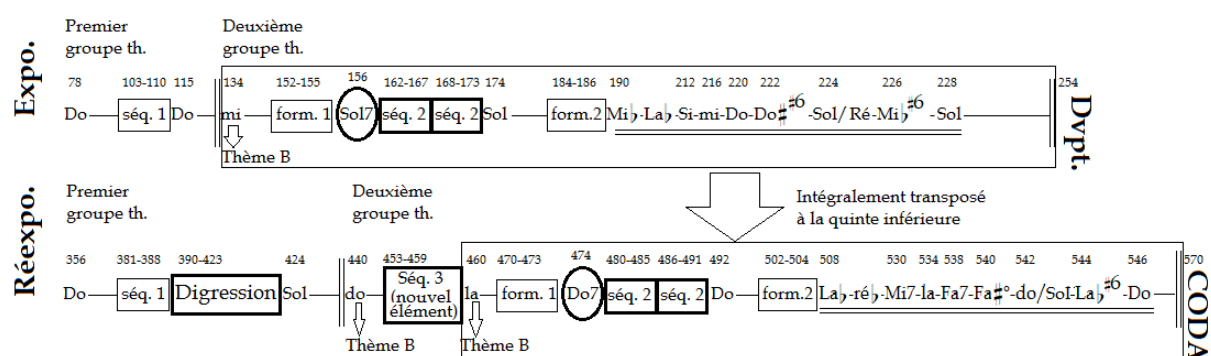 Expo.
Premier
groupe th.
Deuxième
groupe th.
78 103-110 115 134 152-155 156 162-167 168-173 174 184-186 190 212 216 220 222 224 226 228 254
Do séq. 1 Do mi form. 1 Sol7 séq. 2 séq. 2 Sol form.2 Mi♭-La♭-Si-mi-Do-Do♯♯6 -Sol/Ré-Mi♭♯6 -Sol
Thème B
Dvpt.
Intégralement transposé
à la quinte inférieure
Réexpo.
Premier
groupe th.
Deuxième
groupe th.
356 381-388 390-423 424 440 453-459 460 470-473 474 480-485 486-491 492 502-504 508 530 534 538 540 542 544 546 570
Do séq. 1 Digression Sol do Séq. 3
(nouvel
élément) la form. 1 Do7 séq. 2 séq. 2 Do form.2 La♭-ré♭-Mi7-la-Fa7-Fa♯°-do/Sol-La♭♯6 -Do
Thème B Thème B
CODA